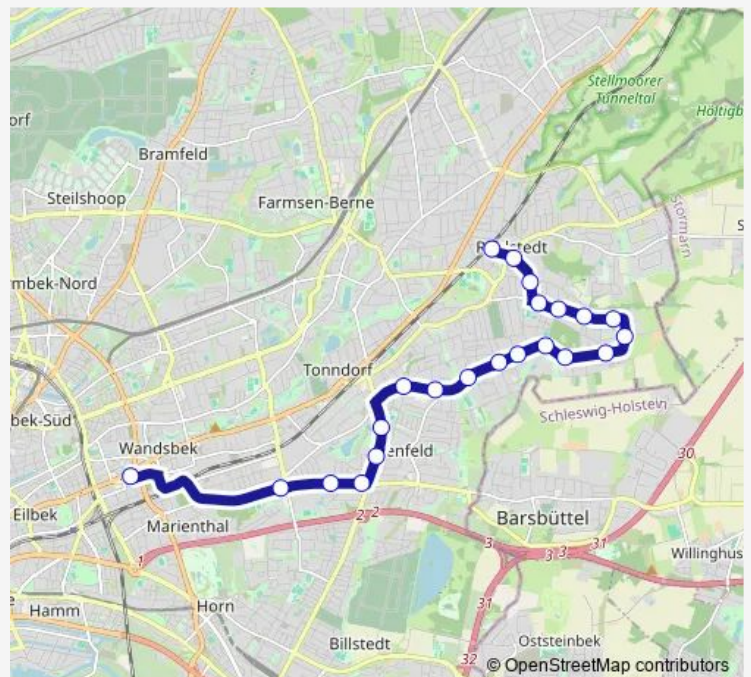 Stellmoorer
Tunneltal
Höltigb
orf
Bramfeld
Steilshoop
Farmsen-Berne
Stormarn
S
R
stedt
mbek-Nord
Tonndorf
Schleswig-Holstein
bek-Süd
30
Wandsbek
enfeld
Eilbek
Marienthal
2
2
Barsbüttel
1
3
3
3
31
Willinghus
31
Hamm
Horn
Billstedt
Oststeinbek
32
© OpenStreetMap contributors